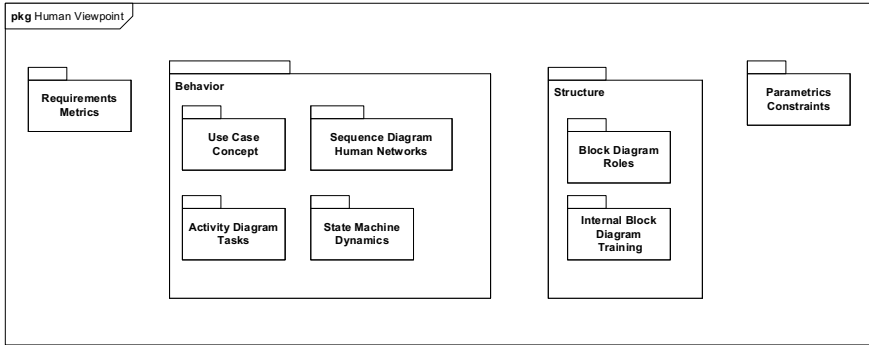 pkg Human Viewpoint
Requirements
Metrics
Behavior
Use Case
Concept
Sequence Diagram
Human Networks
Activity Diagram
Tasks
State Machine
Dynamics
Structure
Block Diagram
Roles
Internal Block
Diagram
Training
Parametrics
Constraints